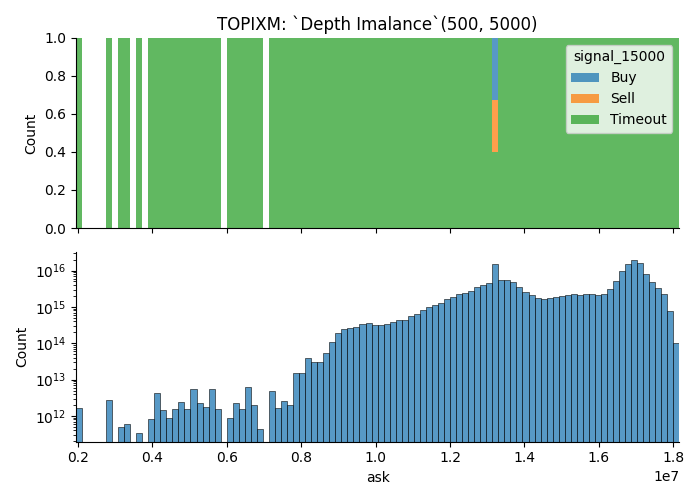 TOPIXM: `Depth Imalance`(500, 5000)
1.0
0.8
0.6
0.4
0.2
0.0
Count
signal_15000
Buy
Sell
Timeout
10^16
10^15
10^14
10^13
10^12
Count
0.2 0.4 0.6 0.8 1.0 1.2 1.4 1.6 1.8
1e7
ask